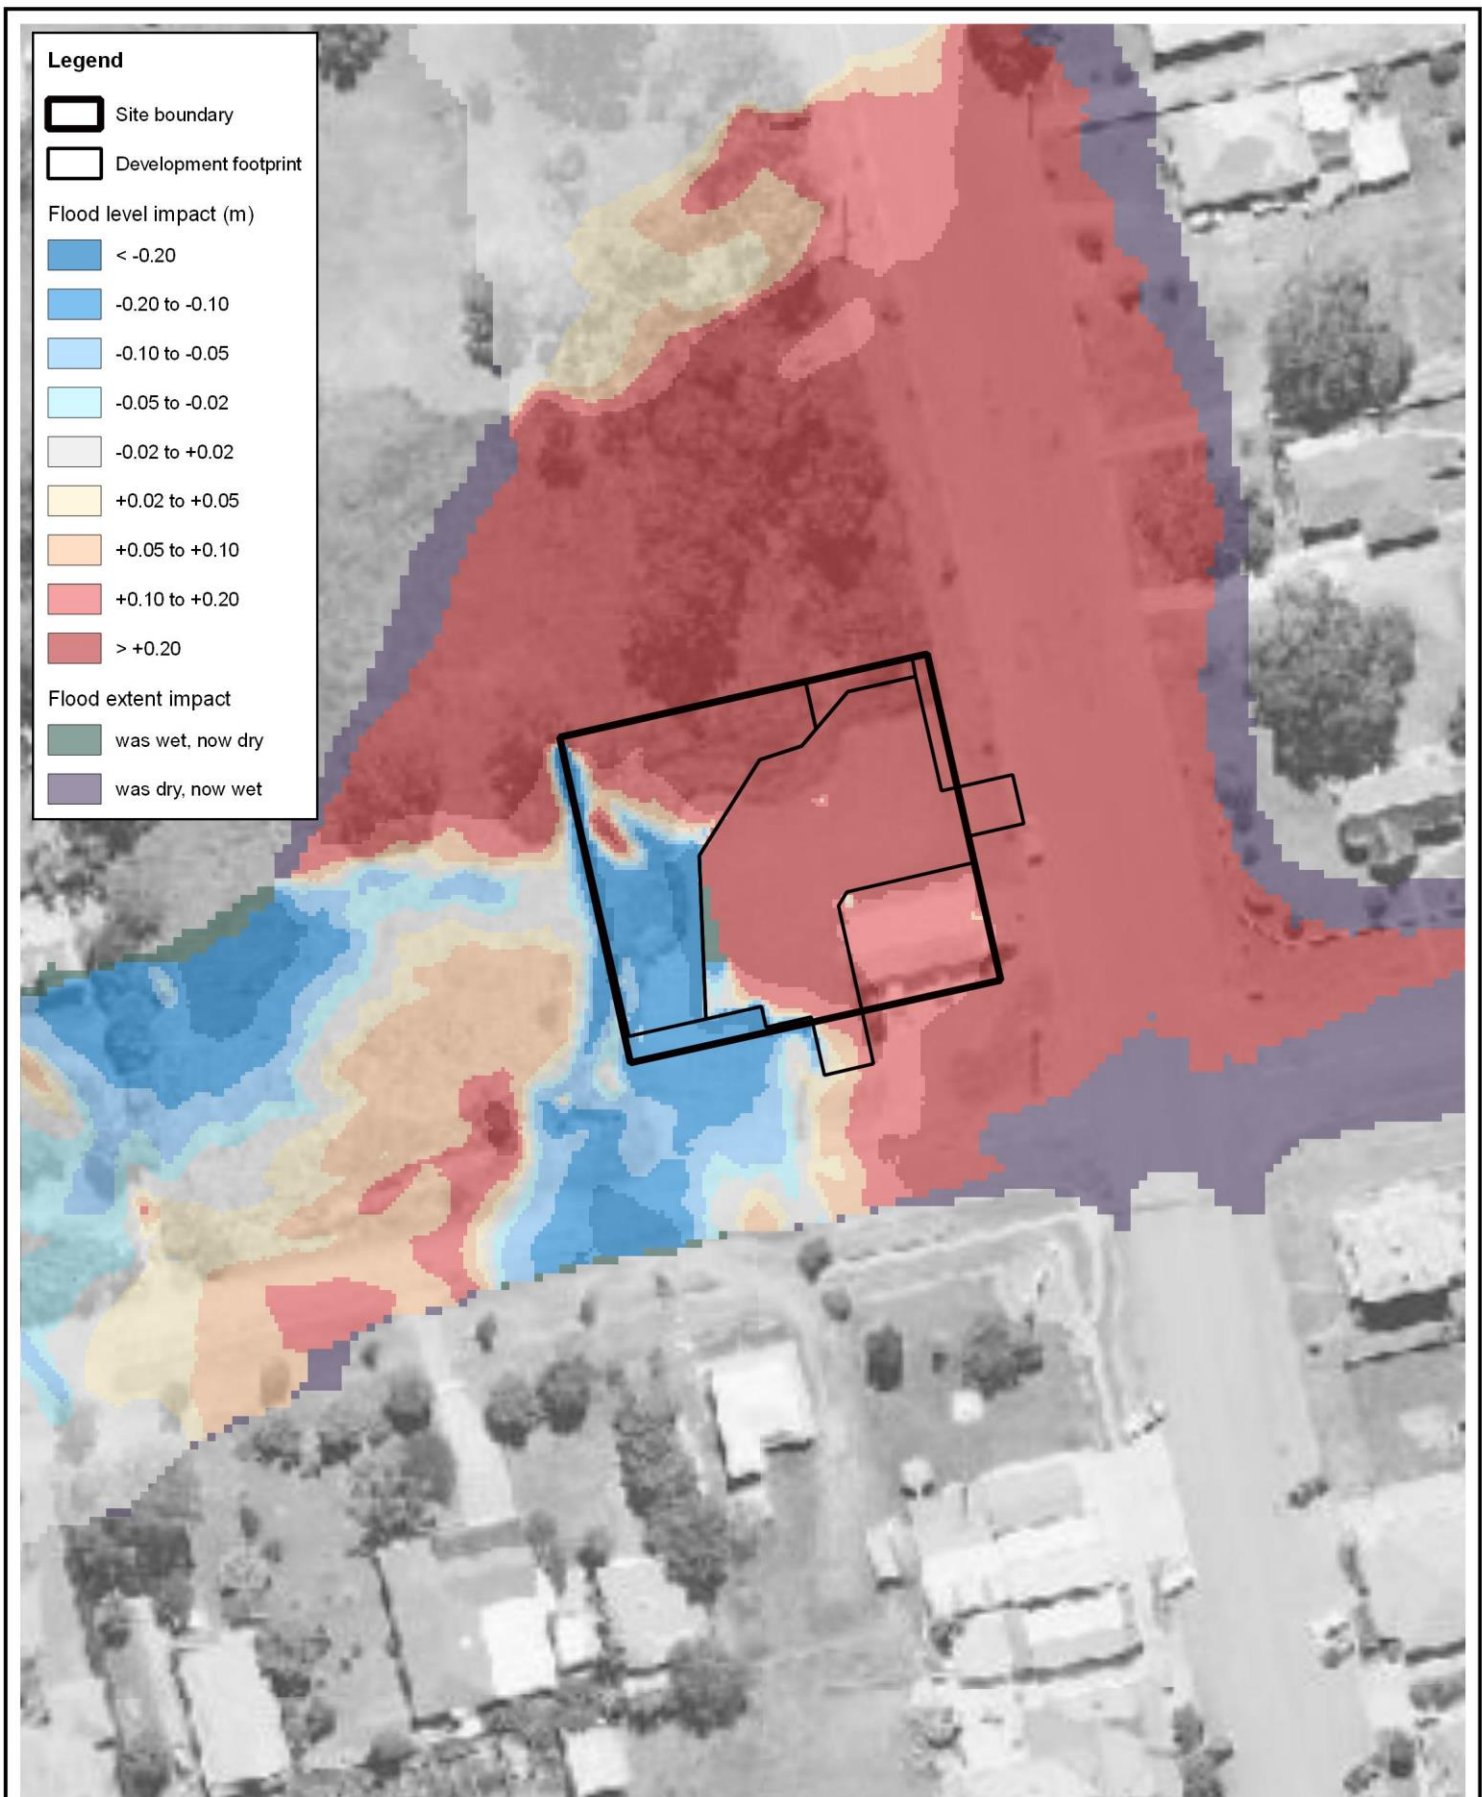 Legend
Site boundary
Development footprint
Flood level impact (m)
< -0.20
-0.20 to -0.10
-0.10 to -0.05
-0.05 to -0.02
-0.02 to +0.02
+0.02 to +0.05
+0.05 to +0.10
+0.10 to +0.20
> +0.20
Flood extent impact
was wet, now dry
was dry, now wet